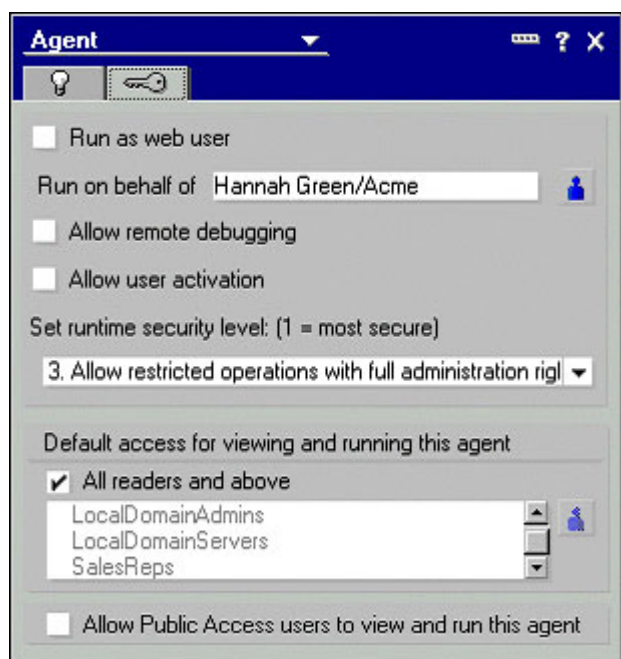 Agent
? X
Run as web user
Run on behalf of Hannah Green/Acme
Allow remote debugging
Allow user activation
Set runtime security level: (1 = most secure)
3. Allow restricted operations with full administration rigl
Default access for viewing and running this agent
All readers and above
LocalDomainAdmins
LocalDomainServers
SalesReps
Allow Public Access users to view and run this agent